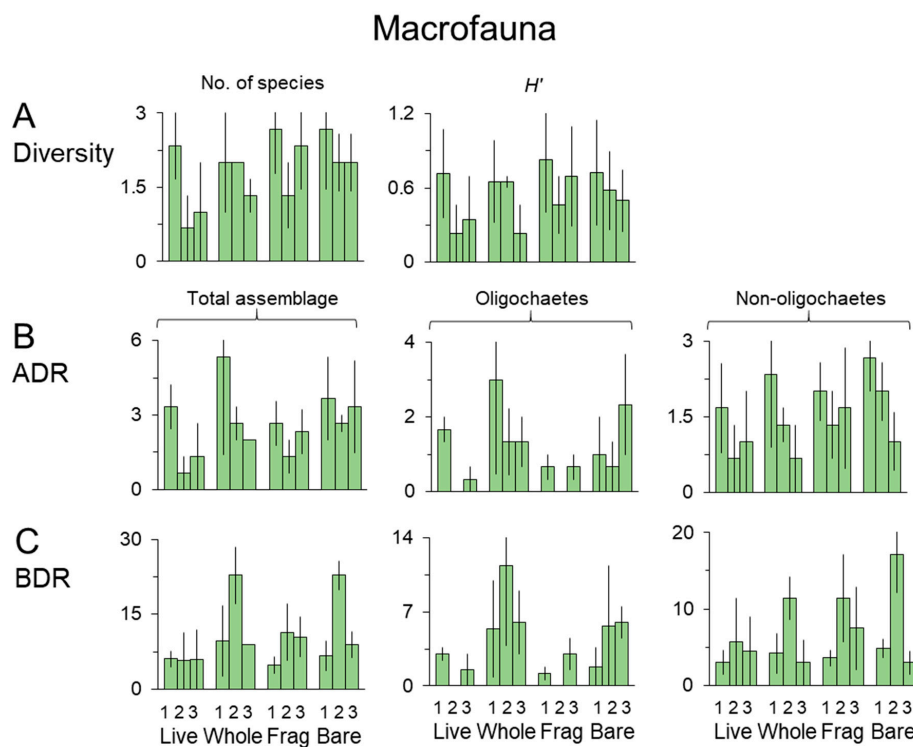 Macrofauna
No. of species
H'
A
Diversity
3
1.5
0
1.2
0.6
0
Total assemblage
Oligochaetes
Non-oligochaetes
B
ADR
6
3
0
4
2
0
3
1.5
0
C
BDR
30
15
0
14
7
0
20
10
0
1 2 3 1 2 3 1 2 3 1 2 3
Live Whole Frag Bare
1 2 3 1 2 3 1 2 3 1 2 3
Live Whole Frag Bare
1 2 3 1 2 3 1 2 3 1 2 3
Live Whole Frag Bare